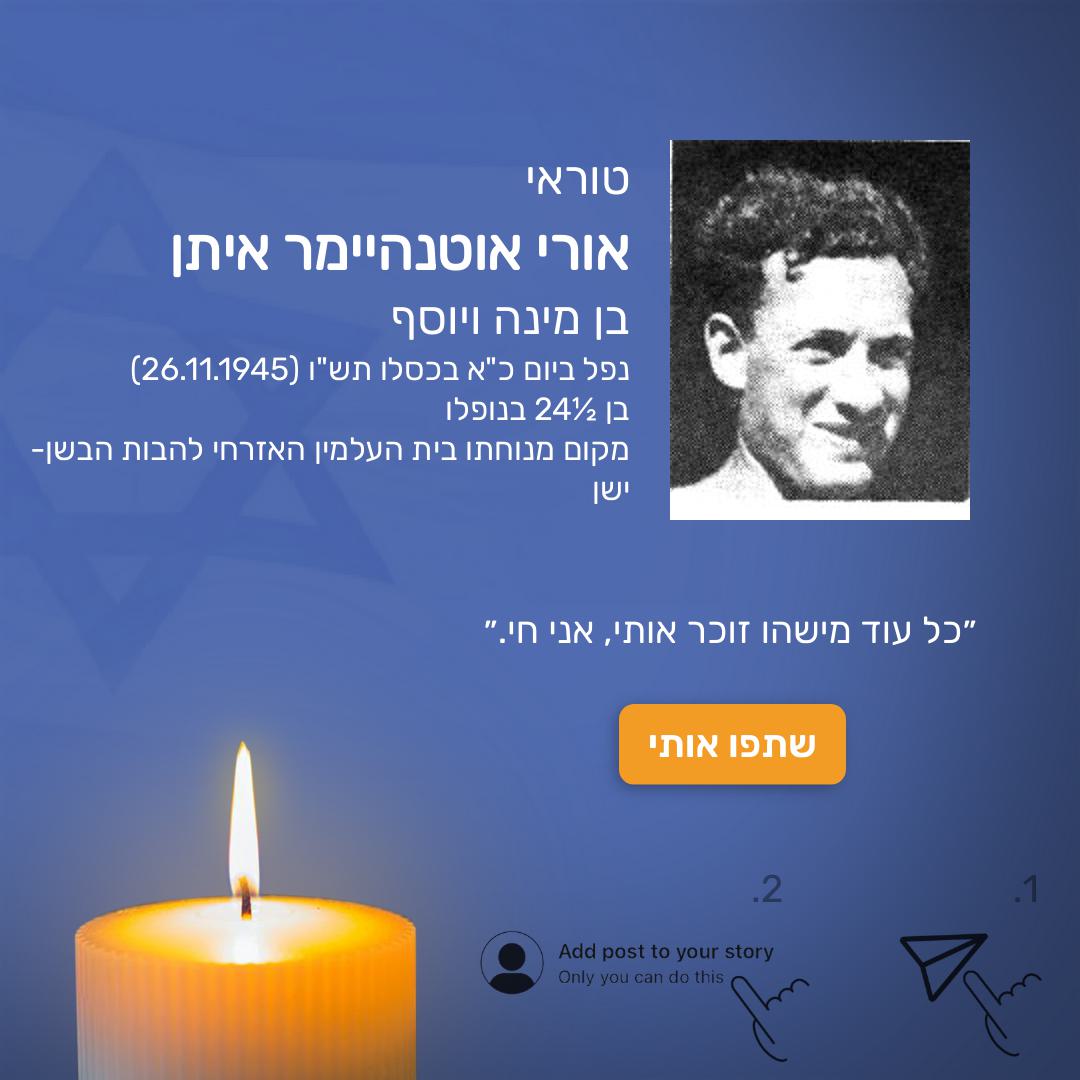 טוראי
אורי אוטנהיימר איתן
בן מינה ויוסף
נפל ביום כ"א בכסלו תש"ו (26.11.1945)
בן 24½ בנופלו
מקום מנוחתו בית העלמין האזרחי להבות הבשן-
ישן
״כל עוד מישהו זוכר אותי, אני חי.״
שתפו אותי
1.
2.
Add post to your story
Only you can do this